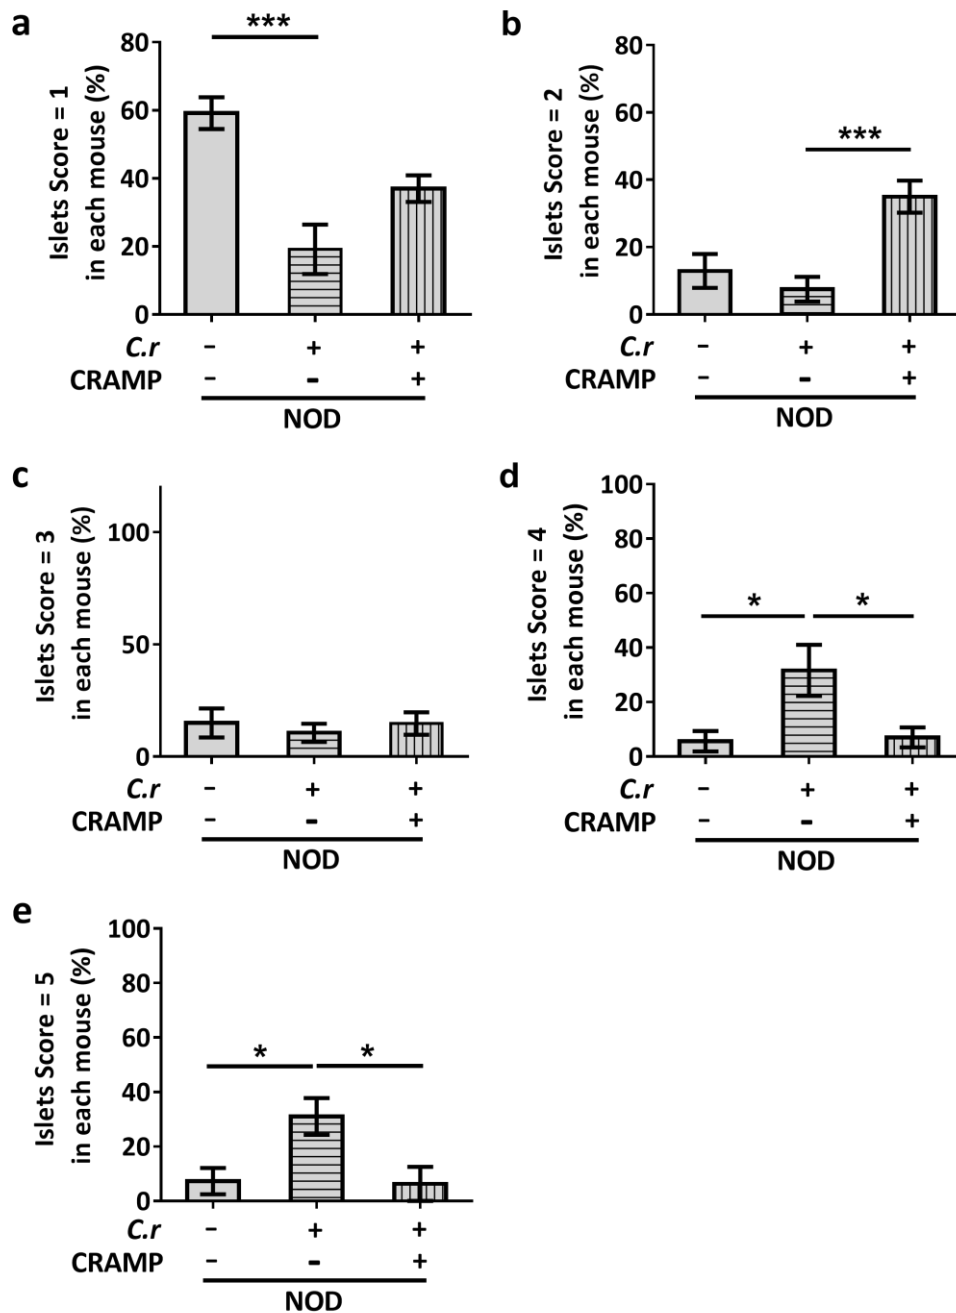 a
Islets Score = 1
in each mouse (%)
80
60
40
20
0
***
C.r - + +
CRAMP - - +
NOD
b
Islets Score = 2
in each mouse (%)
80
60
40
20
0
***
C.r - + +
CRAMP - - +
NOD
c
Islets Score = 3
in each mouse (%)
100
50
0
C.r - + +
CRAMP - - +
NOD
d
Islets Score = 4
in each mouse (%)
100
80
60
40
20
0
* *
C.r - + +
CRAMP - - +
NOD
e
Islets Score = 5
in each mouse (%)
100
80
60
40
20
0
* *
C.r - + +
CRAMP - - +
NOD